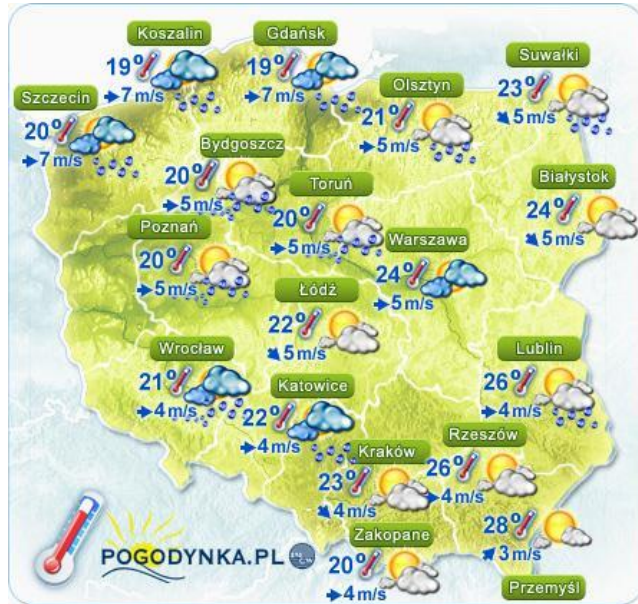 Koszalin
19°
7 m/s
Gdańsk
19°
7 m/s
Suwałki
23°
5 m/s
Olsztyn
21°
5 m/s
Szczecin
20°
7 m/s
Bydgoszcz
20°
5 m/s
Toruń
20°
5 m/s
Białystok
24°
5 m/s
Poznań
20°
5 m/s
Warszawa
24°
5 m/s
Łódź
22°
5 m/s
Wrocław
21°
4 m/s
Katowice
22°
4 m/s
Lublin
26°
4 m/s
Kraków
23°
4 m/s
Rzeszów
26°
4 m/s
Zakopane
20°
4 m/s
28°
3 m/s
Przemyśl
POGODYNKA.PL